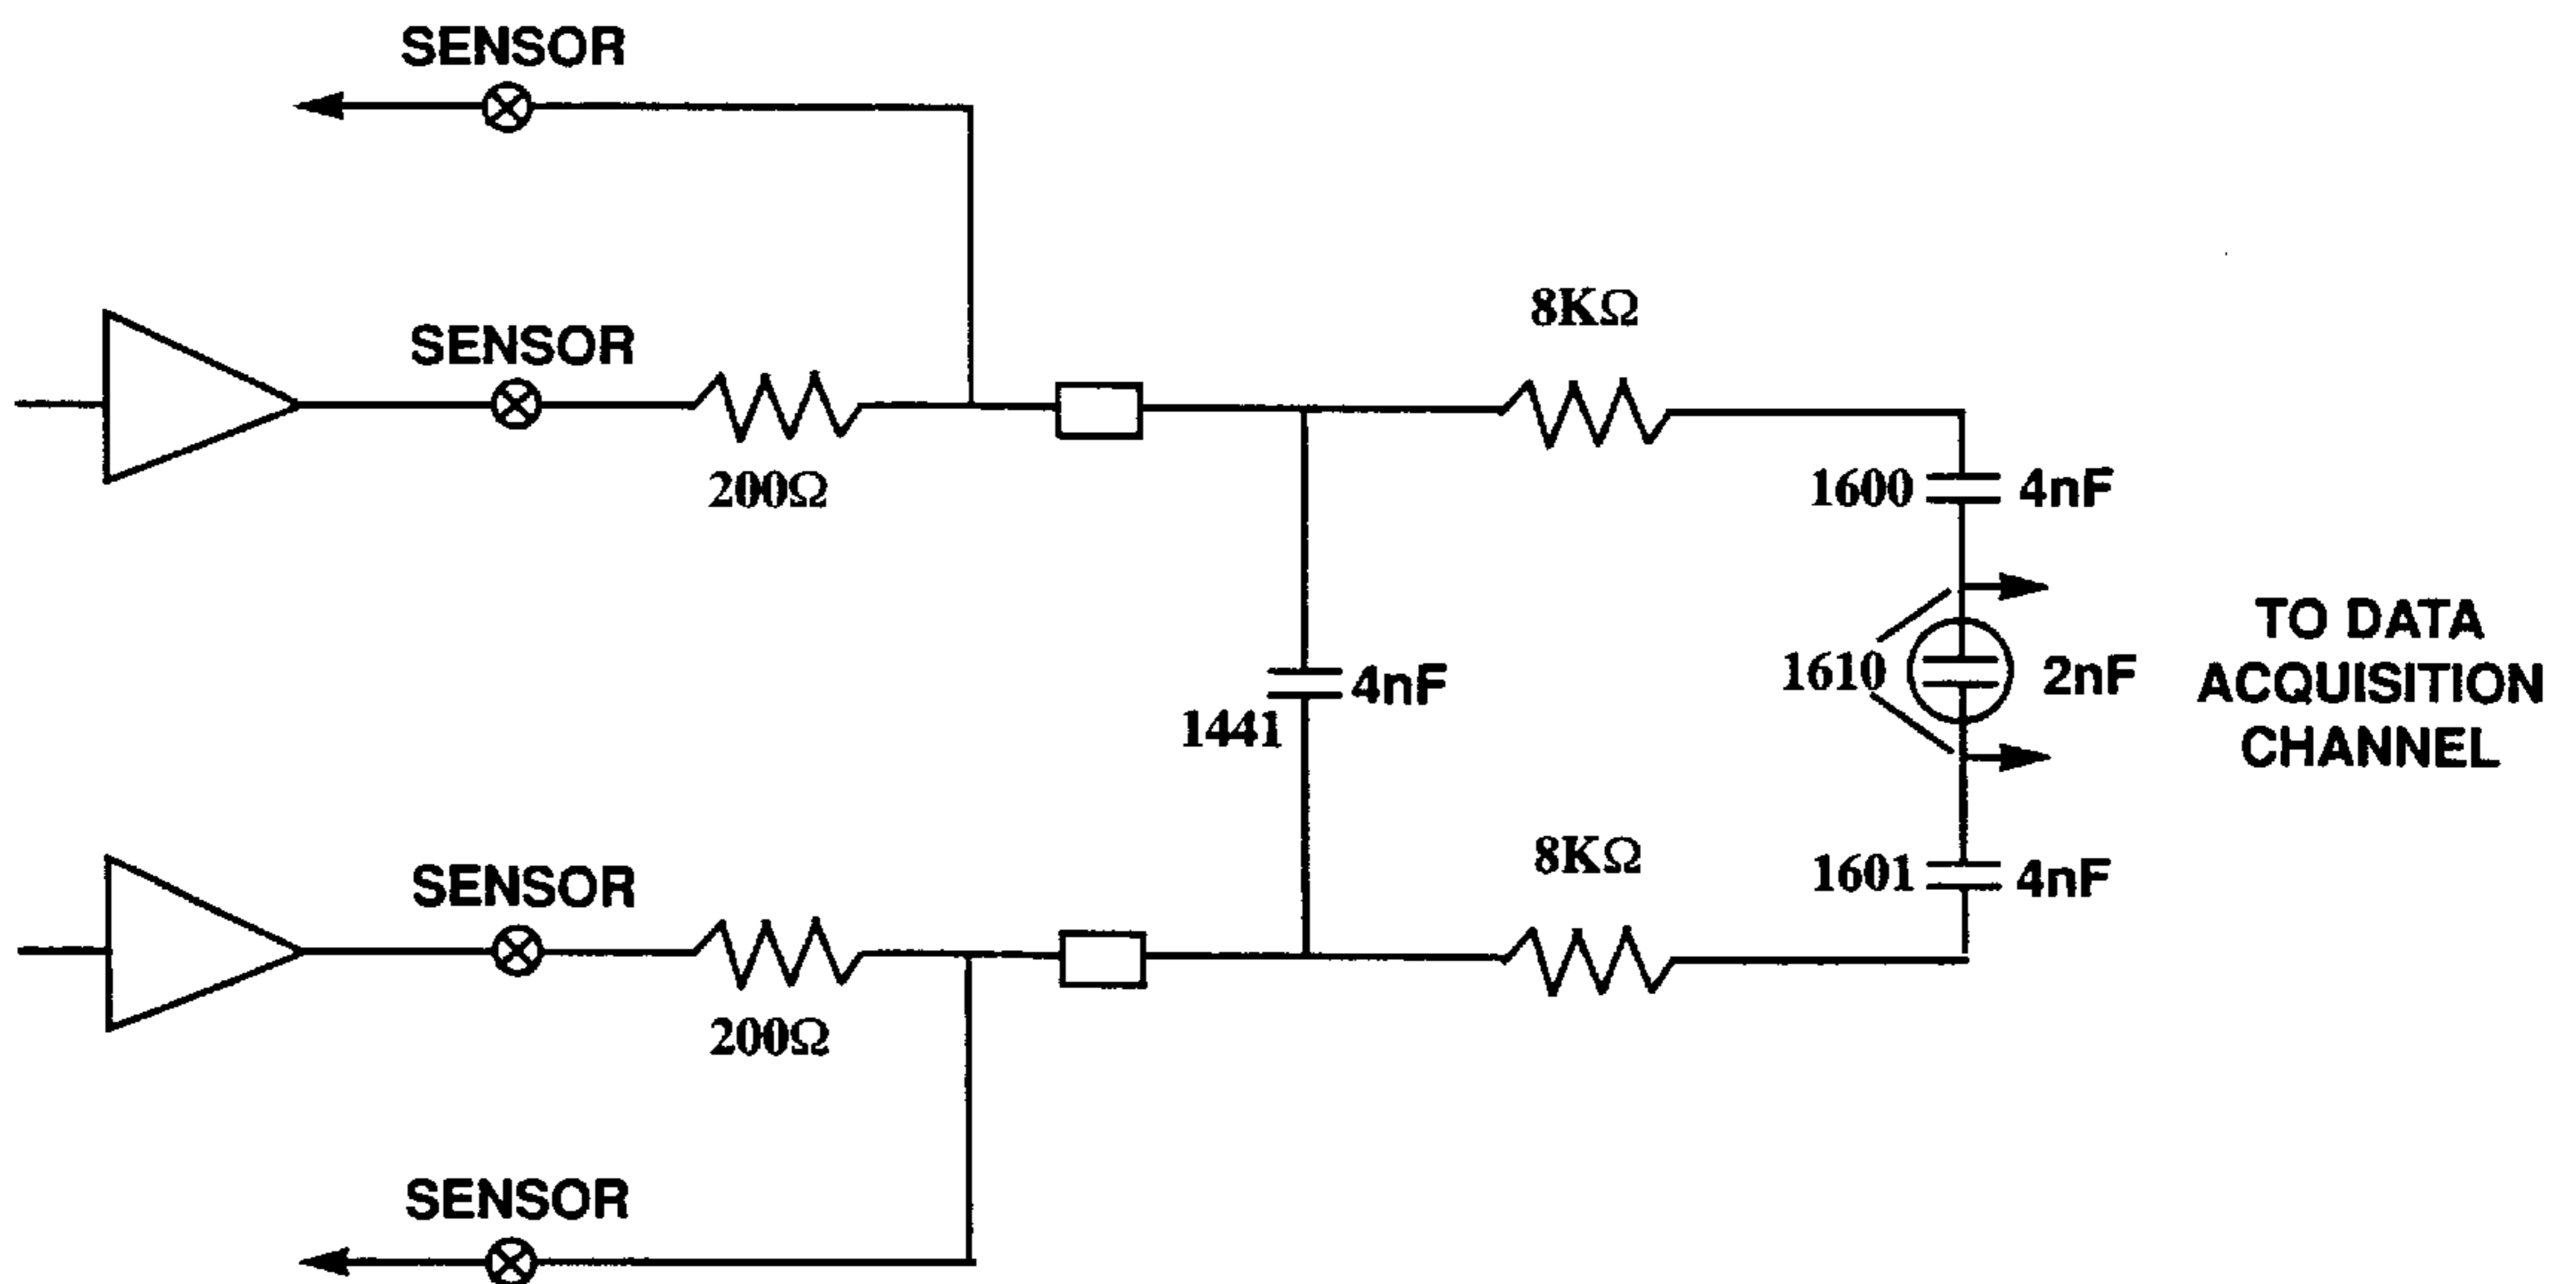 SENSOR
SENSOR
200Ω
8KΩ
1600 4nF
1441 4nF
1610 2nF
TO DATA
ACQUISITION
CHANNEL
SENSOR
200Ω
8KΩ
1601 4nF
SENSOR